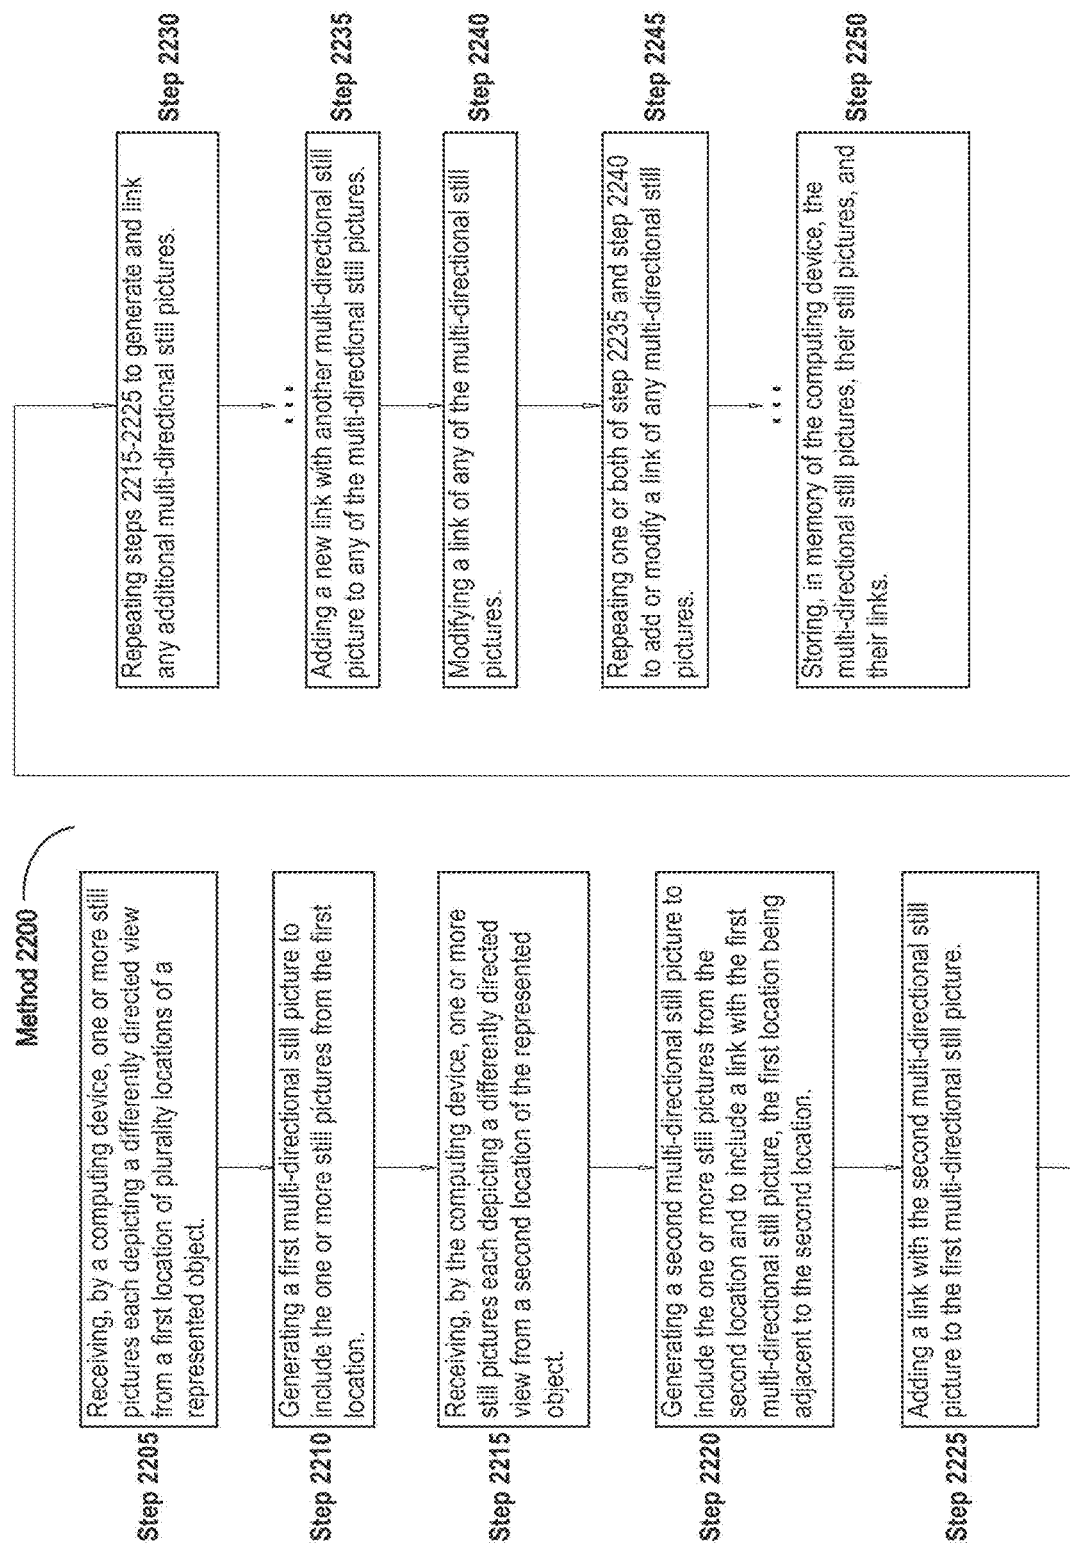 Method 2200
Step 2205
Receiving, by a computing device, one or more still
pictures each depicting a differently directed view
from a first location of plurality locations of a
represented object.
Step 2210
Generating a first multi-directional still picture to
include the one or more still pictures from the first
location.
Step 2215
Receiving, by the computing device, one or more
still pictures each depicting a differently directed
view from a second location of the represented
object.
Step 2220
Generating a second multi-directional still picture to
include the one or more still pictures from the
second location and to include a link with the first
multi-directional still picture, the first location being
adjacent to the second location.
Step 2225
Adding a link with the second multi-directional still
picture to the first multi-directional still picture.
Repeating steps 2215-2225 to generate and link
any additional multi-directional still pictures.
Step 2230
...
Adding a new link with another multi-directional still
picture to any of the multi-directional still pictures.
Step 2235
Modifying a link of any of the multi-directional still
pictures.
Step 2240
Repeating one or both of step 2235 and step 2240
to add or modify a link of any multi-directional still
pictures.
Step 2245
...
Storing, in memory of the computing device, the
multi-directional still pictures, their still pictures, and
their links.
Step 2250